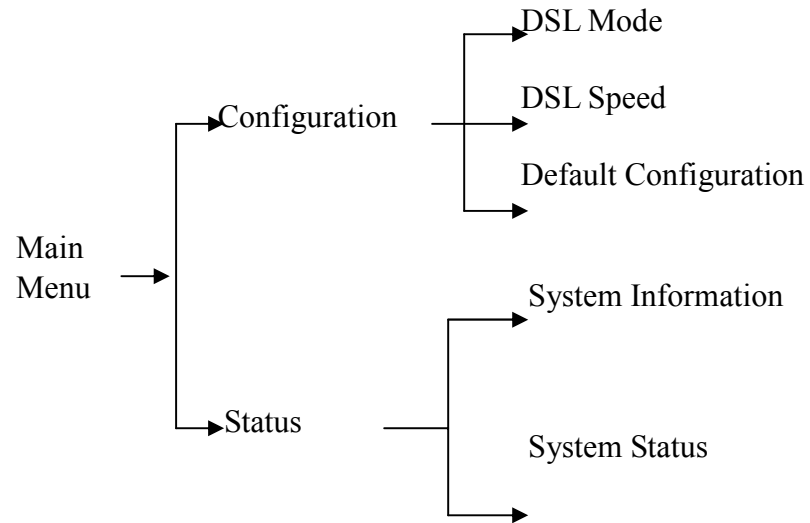 DSL Mode
DSL Speed
Configuration
Default Configuration
Main
Menu
System Information
Status
System Status